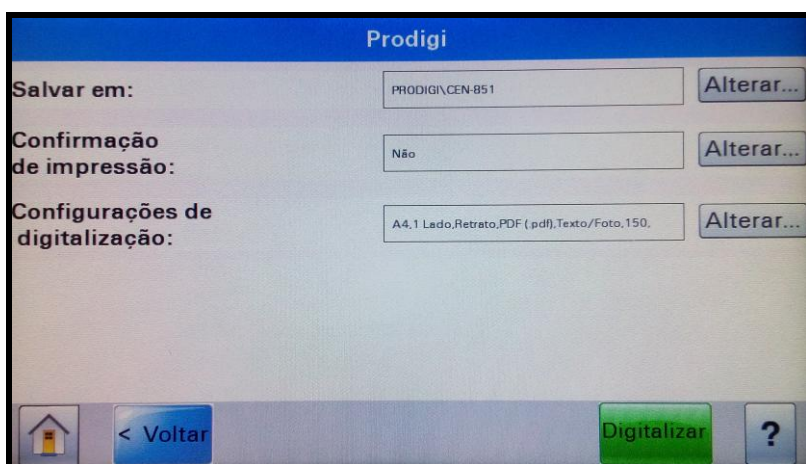 Prodigi
Salvar em:
PRODIGI\CEN-851
Alterar...
Confirmação
de impressão:
Não
Alterar...
Configurações de
digitalização:
A4,1 Lado,Retrato,PDF (.pdf),Texto/Foto,150,
Alterar...
< Voltar
Digitalizar
?